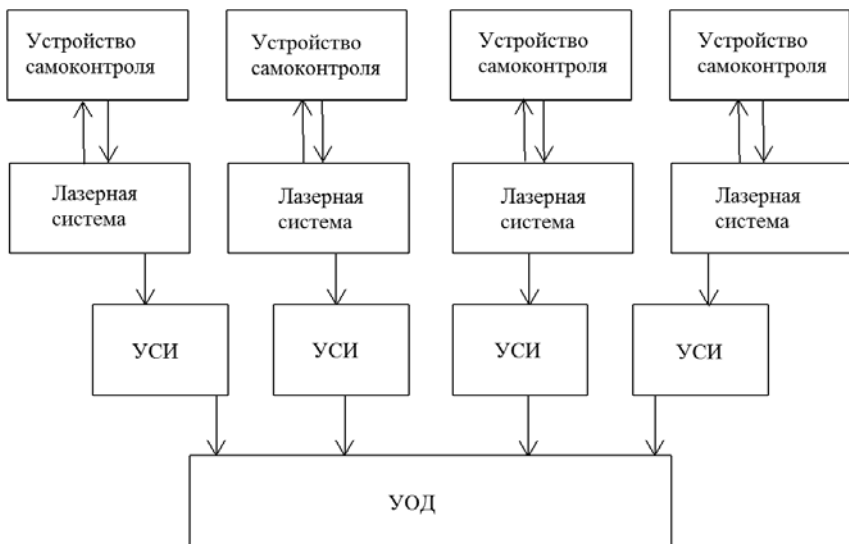 Устройство
самоконтроля
Устройство
самоконтроля
Устройство
самоконтроля
Устройство
самоконтроля
Лазерная
система
Лазерная
система
Лазерная
система
Лазерная
система
УСИ
УСИ
УСИ
УСИ
УОД